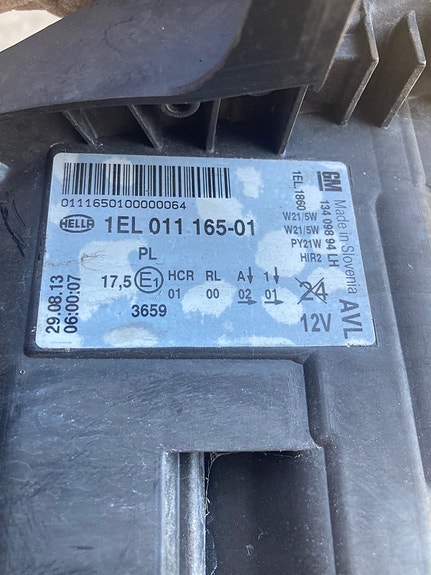 0111650100000064
HELLA 1EL 011 165-01
PL
17,5 E1 HCR RL A 1
01 00 02 01
3659
24
12V
29.08.13
06:00:07
1EL1860
W21/5W
W21/5W
PY21W
HIR2
GM
134 098 94 LH
Made in Slovenia
AVL